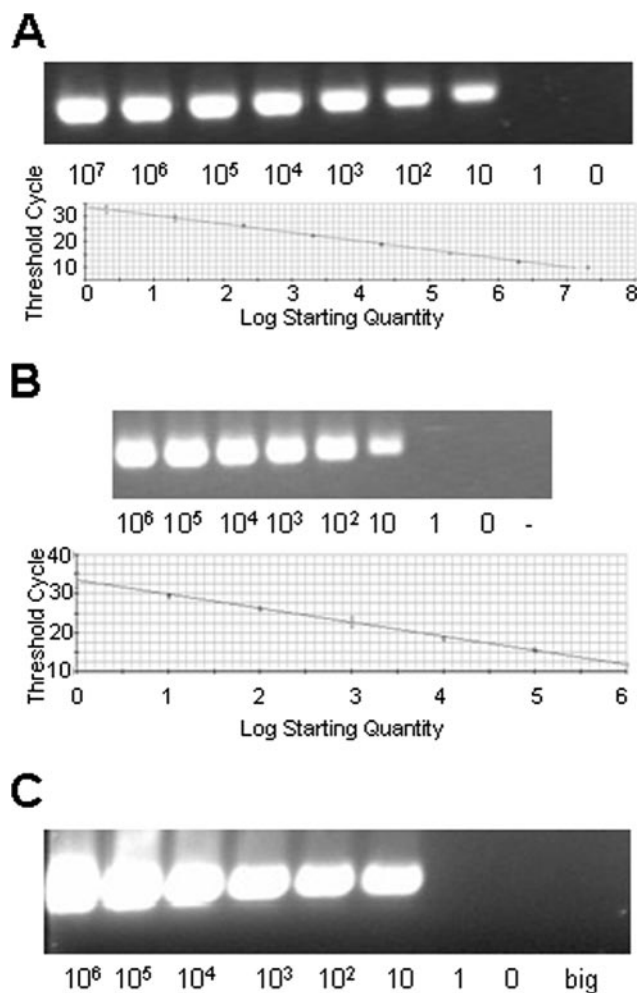 A
10⁷ 10⁶ 10⁵ 10⁴ 10³ 10² 10 1 0
Threshold Cycle
30
20
10
0 1 2 3 4 5 6 7 8
Log Starting Quantity
B
10⁶ 10⁵ 10⁴ 10³ 10² 10 1 0 -
Threshold Cycle
40
30
20
10
0 1 2 3 4 5 6
Log Starting Quantity
C
10⁶ 10⁵ 10⁴ 10³ 10² 10 1 0 big